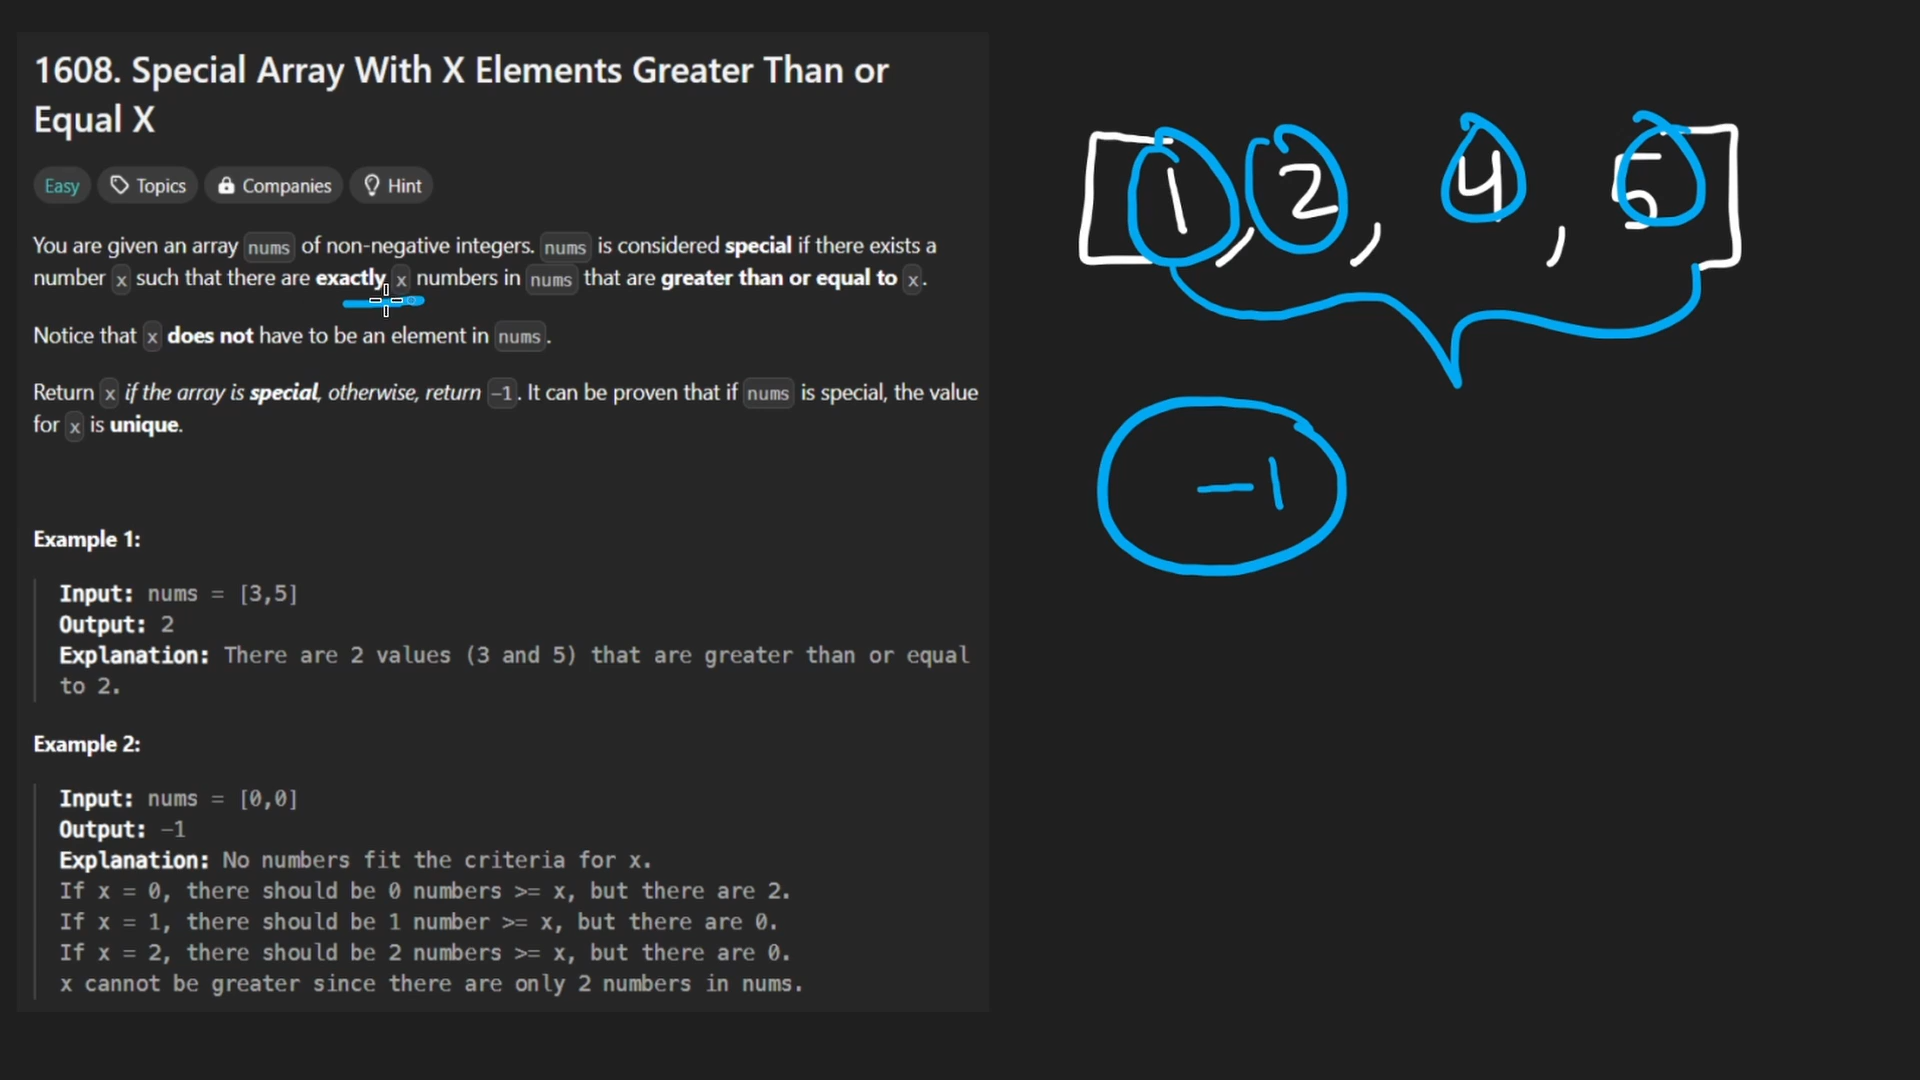 1608. Special Array With X Elements Greater Than or
Equal X
Easy Topics Companies Hint
You are given an array nums of non-negative integers. nums is considered special if there exists a
number x such that there are exactly x numbers in nums that are greater than or equal to x.
Notice that x does not have to be an element in nums.
Return x if the array is special, otherwise, return -1. It can be proven that if nums is special, the value
for x is unique.
Example 1:
Input: nums = [3,5]
Output: 2
Explanation: There are 2 values (3 and 5) that are greater than or equal
to 2.
Example 2:
Input: nums = [0,0]
Output: -1
Explanation: No numbers fit the criteria for x.
If x = 0, there should be 0 numbers >= x, but there are 2.
If x = 1, there should be 1 number >= x, but there are 0.
If x = 2, there should be 2 numbers >= x, but there are 0.
x cannot be greater since there are only 2 numbers in nums.
[1, 2, 4, 5]
-1